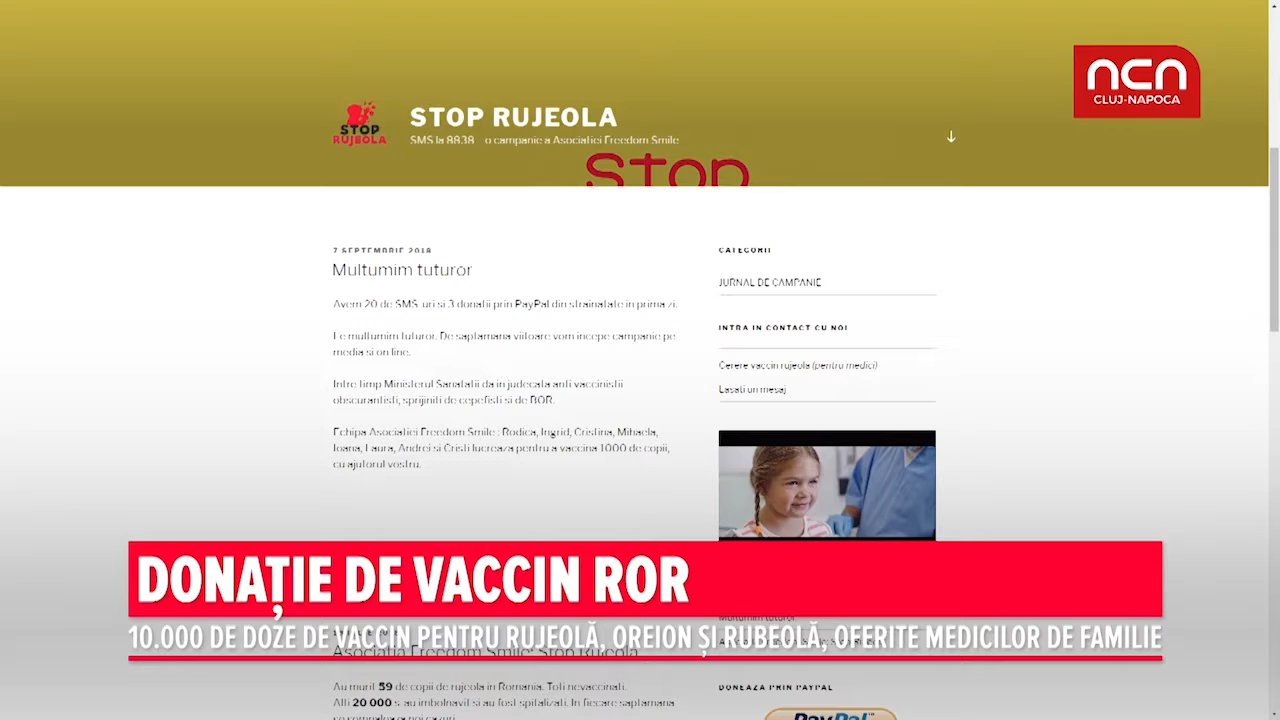 ncn
CLUJ-NAPOCA
STOP
RUJEOLA
STOP RUJEOLA
SMS la 8838 o campanie a Asociatiei Freedom Smile
Stop
7 SEPTEMBRIE 2018
Multumim tuturor
Avem 20 de SMS-uri si 3 donatii prin PayPal din strainatate in prima zi.
Le multumim tuturor. De saptamana viitoare vom incepe campanie pe
media si on line.
Intre timp Ministerul Sanatatii da in judecata anti vaccinistii
obscurantisti, sprijiniti de cepefisti si de BOR.
Echipa Asociatiei Freedom Smile : Rodica, Ingrid, Cristina, Mihaela,
Ioana, Laura, Andrei si Cristi lucreaza pentru a vaccina 1000 de copii,
cu ajutorul vostru.
CATEGORII
JURNAL DE CAMPANIE
INTRA IN CONTACT CU NOI
Cerere vaccin rujeola (pentru medici)
Lasati un mesaj
DONAȚIE DE VACCIN ROR
Multumim tuturor
10.000 DE DOZE DE VACCIN PENTRU RUJEOLĂ, OREION ȘI RUBEOLĂ, OFERITE MEDICILOR DE FAMILIE
Asociatia Freedom Smile: Stop Rujeola
Au murit 59 de copii de rujeola in Romania. Toti nevaccinati.
Alti 20 000 s-au imbolnavit si au fost spitalizati. In fiecare saptamana
DONEAZA PRIN PAYPAL
PayPal™